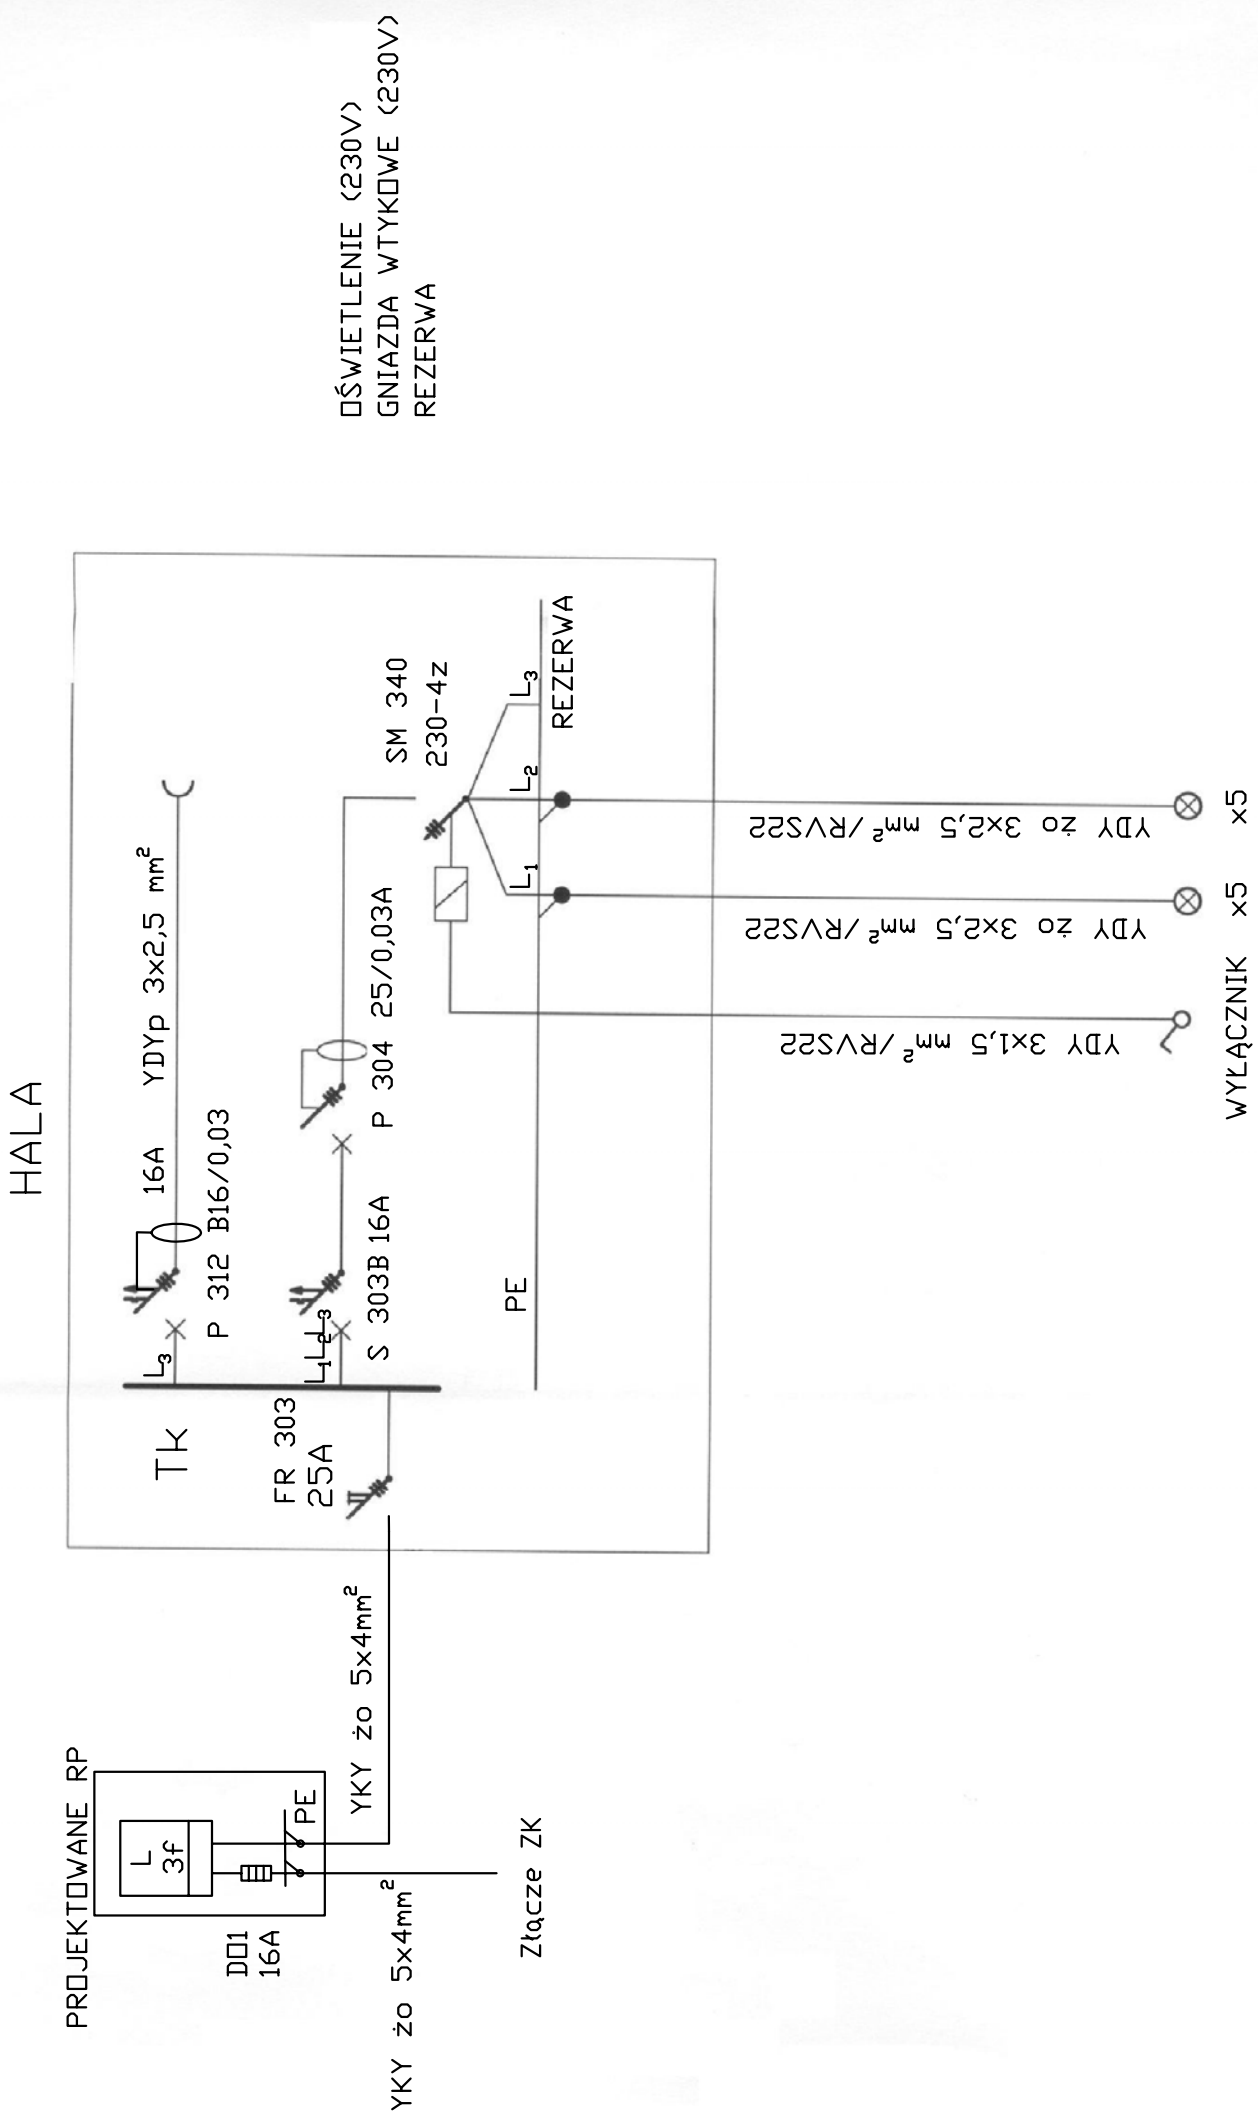 HALA
OŚWIETLENIE (230V)
GNIAZDA WTYKOWE (230V)
REZERWA
PROJEKTOWANE RP
L
3f
PE
DO1
16A
YKY żo 5x4mm²
Złącze ZK
YKY żo 5x4mm²
Tk
FR 303
25A
L3
P 312 B16/0,03
16A YDYp 3x2,5 mm²
L1L2L3
S 303B 16A
P 304 25/0,03A
SM 340
230-4z
PE
L1
L2
L3
REZERWA
YDY 3x1,5 mm²/RVS22
YDY żo 3x2,5 mm²/RVS22
YDY żo 3x2,5 mm²/RVS22
WYŁĄCZNIK
x5
x5